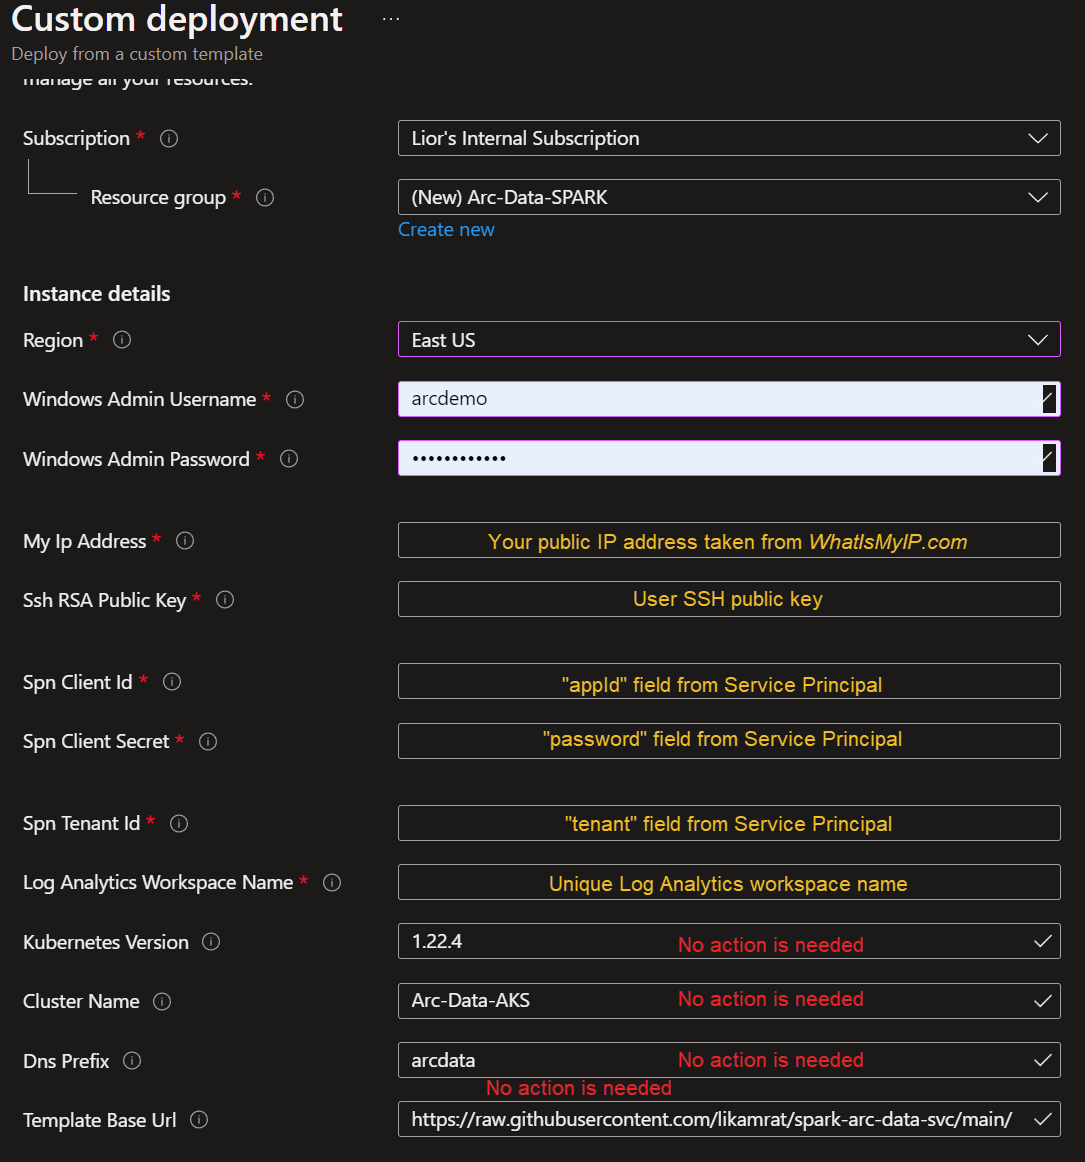 Custom deployment ...
Deploy from a custom template
manage all your resources.
Subscription * Lior's Internal Subscription
Resource group * (New) Arc-Data-SPARK
Create new
Instance details
Region * East US
Windows Admin Username * arcdemo
Windows Admin Password * ••••••••••••
My Ip Address * Your public IP address taken from WhatIsMyIP.com
Ssh RSA Public Key * User SSH public key
Spn Client Id * "appId" field from Service Principal
Spn Client Secret * "password" field from Service Principal
Spn Tenant Id * "tenant" field from Service Principal
Log Analytics Workspace Name * Unique Log Analytics workspace name
Kubernetes Version 1.22.4 No action is needed
Cluster Name Arc-Data-AKS No action is needed
Dns Prefix arcdata No action is needed
No action is needed
Template Base Url https://raw.githubusercontent.com/likamrat/spark-arc-data-svc/main/